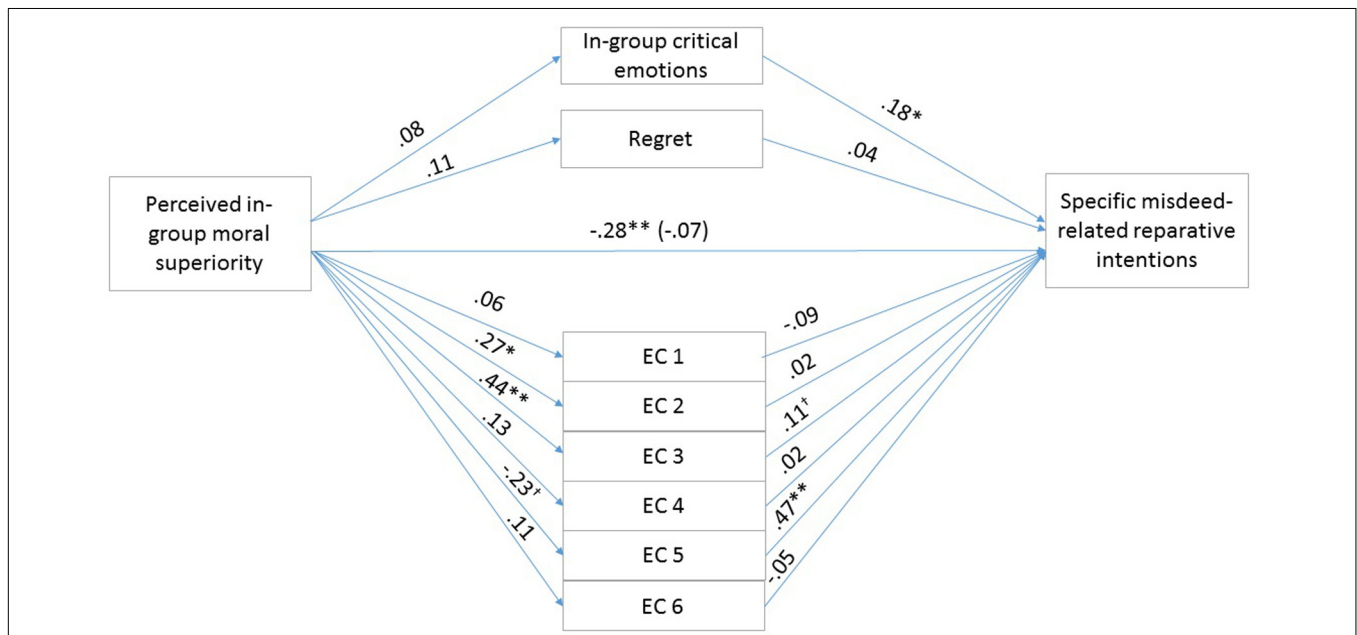 In-group critical
emotions
.18*
.08
Regret
.04
.11
Perceived in-
group moral
superiority
Specific misdeed-
related reparative
intentions
-.28** (-.07)
.06
-.09
EC 1
.27*
.02
EC 2
.44**
.11†
EC 3
.13
.02
EC 4
-.23†
.47**
EC 5
.11
-.05
EC 6